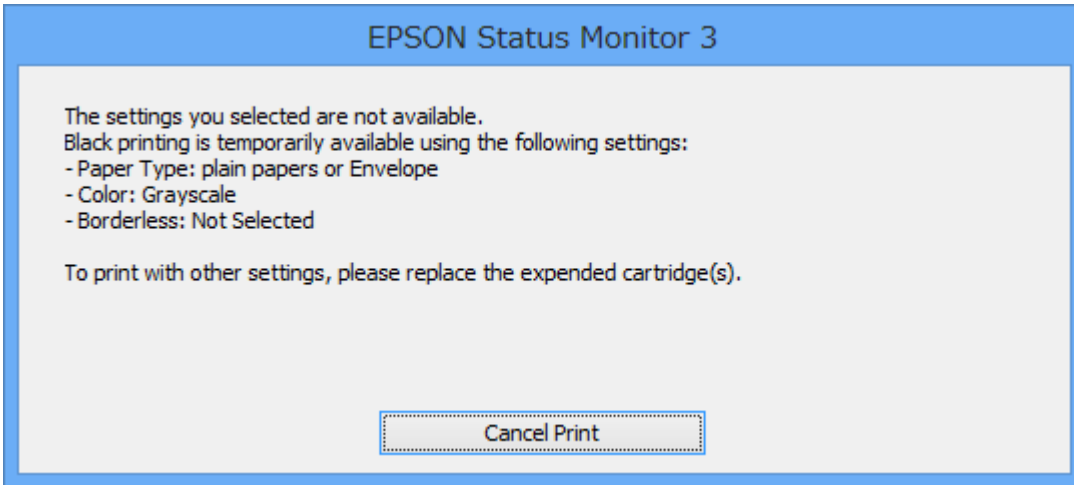 EPSON Status Monitor 3
The settings you selected are not available.
Black printing is temporarily available using the following settings:
- Paper Type: plain papers or Envelope
- Color: Grayscale
- Borderless: Not Selected
To print with other settings, please replace the expended cartridge(s).
Cancel Print